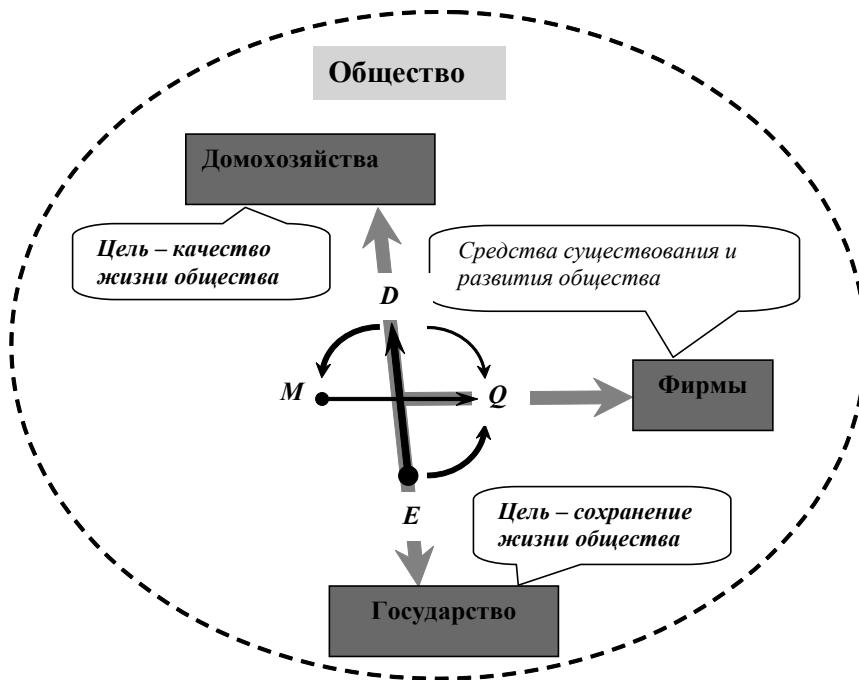 Общество
Домохозяйства
Цель – качество
жизни общества
Средства существования и
развития общества
D
M
Q
Фирмы
E
Цель – сохранение
жизни общества
Государство